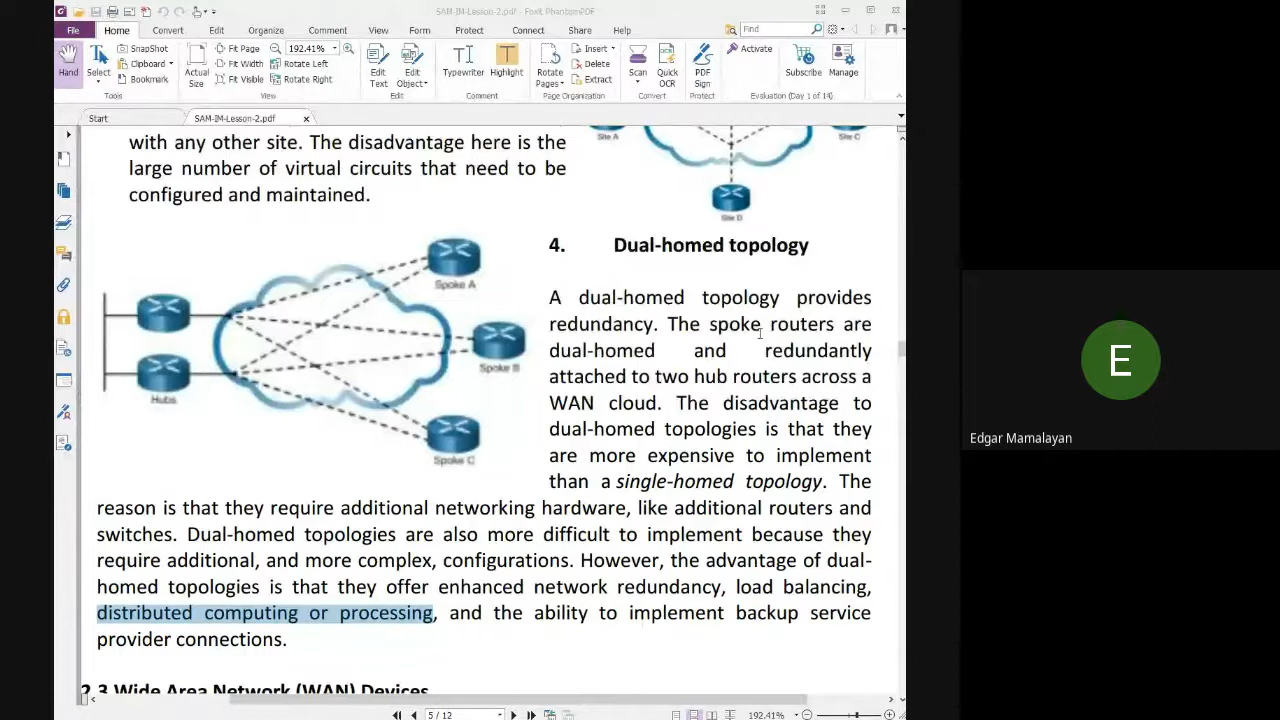 SAM-IM-Lesson-2.pdf - Foxit PhantomPDF
File Home Convert Edit Organize Comment View Form Protect Connect Share Help Find
Hand Select SnapShot Clipboard Bookmark Actual Size Fit Page Fit Width Fit Visible 192.41% Rotate Left Rotate Right Edit Text Edit Object Typewriter Highlight Rotate Pages Insert Delete Extract Scan Quick OCR PDF Sign Activate Subscribe Manage
Tools View Edit Comment Page Organization Convert Protect Evaluation (Day 1 of 14)
Start SAM-IM-Lesson-2.pdf
with any other site. The disadvantage here is the
large number of virtual circuits that need to be
configured and maintained.
Site A
Site C
Site D
Hubs
Spoke A
Spoke B
Spoke C
4. Dual-homed topology
A dual-homed topology provides
redundancy. The spoke routers are
dual-homed and redundantly
attached to two hub routers across a
WAN cloud. The disadvantage to
dual-homed topologies is that they
are more expensive to implement
than a single-homed topology. The
reason is that they require additional networking hardware, like additional routers and
switches. Dual-homed topologies are also more difficult to implement because they
require additional, and more complex, configurations. However, the advantage of dual-
homed topologies is that they offer enhanced network redundancy, load balancing,
distributed computing or processing, and the ability to implement backup service
provider connections.
2.3 Wide Area Network (WAN) Devices
5 / 12 192.41%
E
Edgar Mamalayan